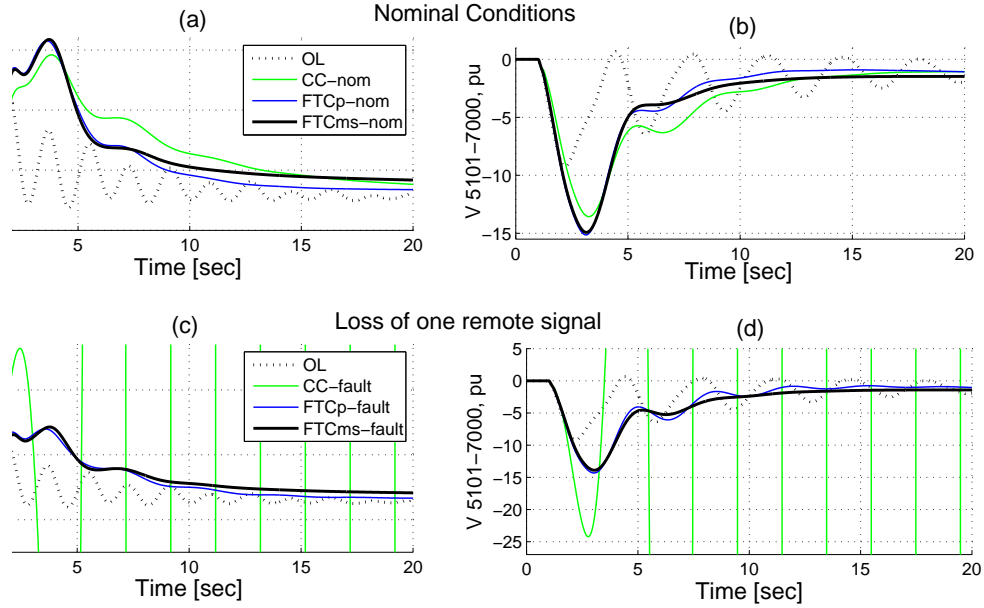 Nominal Conditions
(a)
OL
CC-nom
FTCp-nom
FTCms-nom
5
10
15
20
Time [sec]
(b)
V 5101-7000, pu
0
-5
-10
-15
0
5
10
15
20
Time [sec]
Loss of one remote signal
(c)
OL
CC-fault
FTCp-fault
FTCms-fault
5
10
15
20
Time [sec]
(d)
V 5101-7000, pu
5
0
-5
-10
-15
-20
-25
0
5
10
15
20
Time [sec]